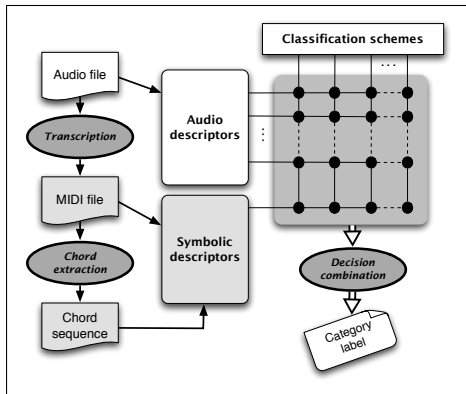 Classification schemes
...
Audio file
Audio
descriptors
...
Transcription
MIDI file
Symbolic
descriptors
Chord
extraction
Decision
combination
Chord
sequence
Category
label